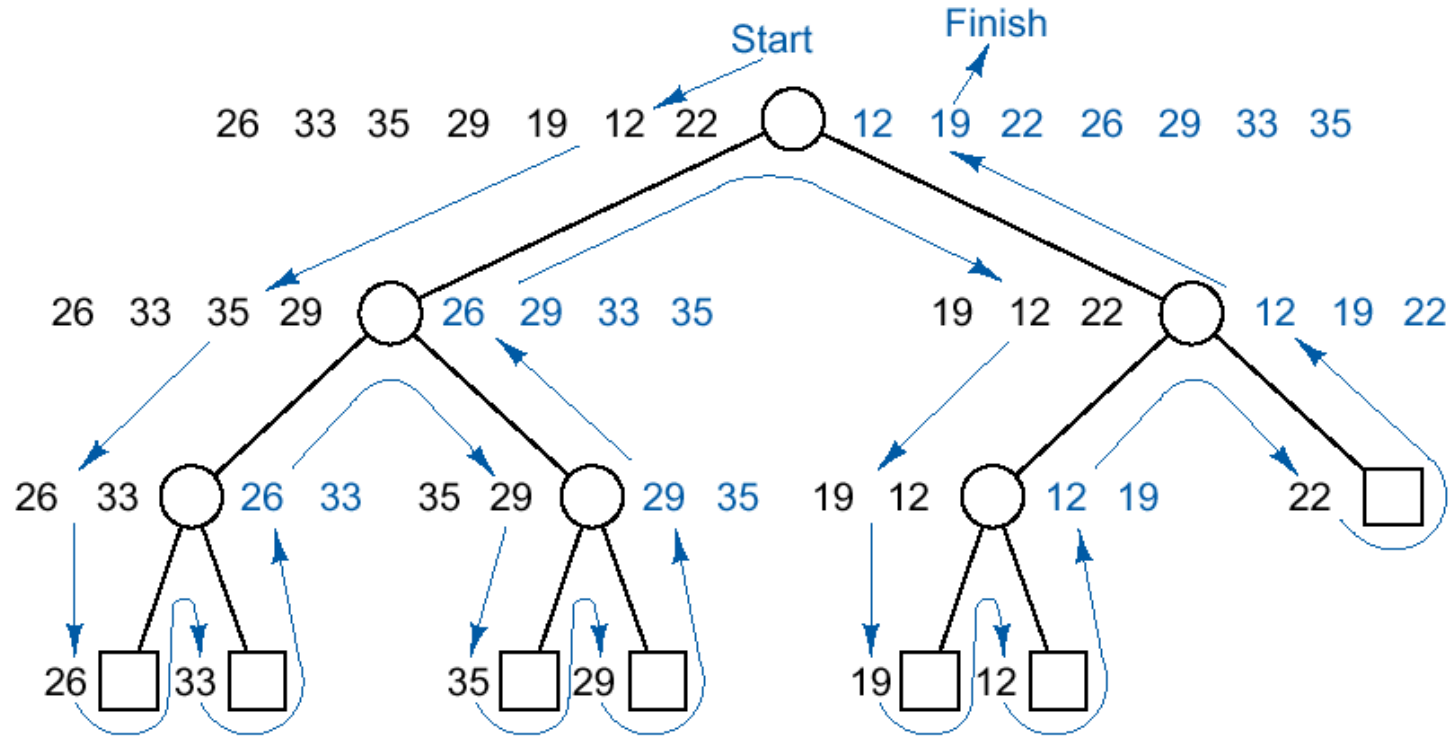 Start
Finish
26 33 35 29 19 12 22 12 19 22 26 29 33 35
26 33 35 29 26 29 33 35 19 12 22 12 19 22
26 33 26 33 35 29 29 35 19 12 12 19 22
26 33 35 29 19 12